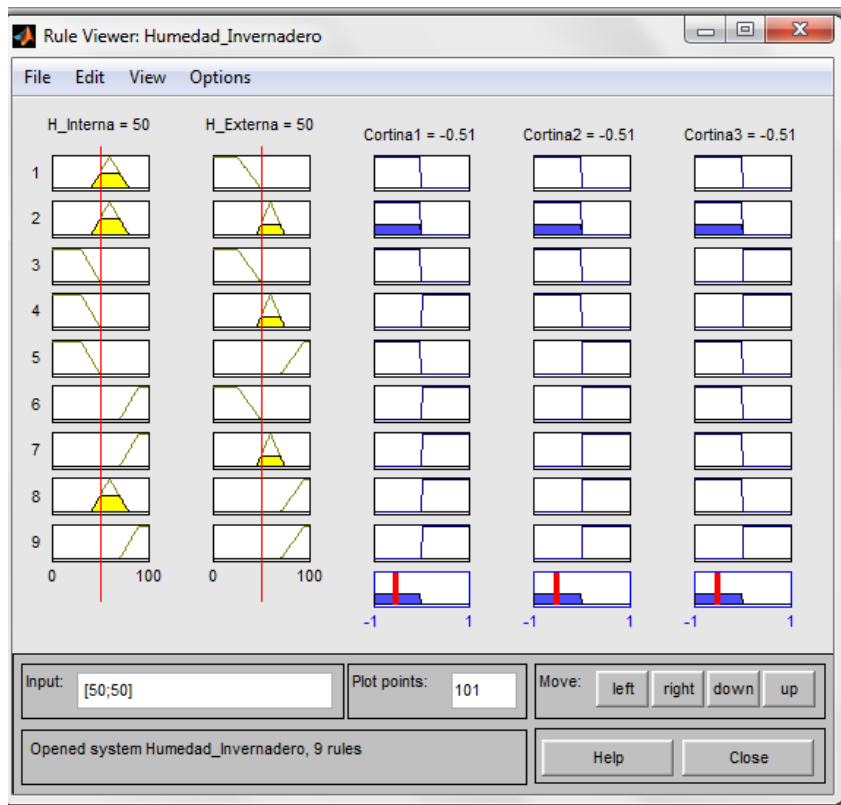 Rule Viewer: Humedad_Invernadero
File Edit View Options
H_Interna = 50 H_Externa = 50 Cortina1 = -0.51 Cortina2 = -0.51 Cortina3 = -0.51
1
2
3
4
5
6
7
8
9
0 100 0 100
-1 1 -1 1 -1 1
Input: [50;50] Plot points: 101 Move: left right down up
Opened system Humedad_Invernadero, 9 rules Help Close